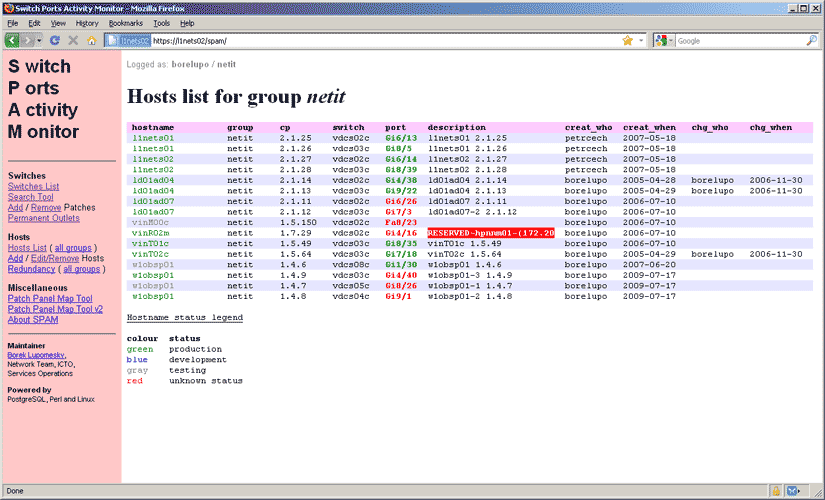 Switch Ports Activity Monitor - Mozilla Firefox
File Edit View History Bookmarks Tools Help
l1nets02 https://l1nets02/spam/ Google
S witch
P orts
A ctivity
M onitor
Switches
Switches List
Search Tool
Add / Remove Patches
Permanent Outlets
Hosts
Hosts List ( all groups )
Add / Edit/Remove Hosts
Redundancy ( all groups )
Miscellaneous
Patch Panel Map Tool
Patch Panel Map Tool v2
About SPAM
Maintainer
Borek Lupomesky,
Network Team, ICTO,
Services Operations
Powered by
PostgreSQL, Perl and Linux
Logged as: borelupo / netit
Hosts list for group netit
hostname group cp switch port description creat_who creat_when chg_who chg_when
l1nets01 netit 2.1.25 vdcs02c Gi6/13 l1nets01 2.1.25 petrcech 2007-05-18
l1nets01 netit 2.1.26 vdcs03c Gi8/5 l1nets01 2.1.26 petrcech 2007-05-18
l1nets02 netit 2.1.27 vdcs02c Gi6/14 l1nets02 2.1.27 petrcech 2007-05-18
l1nets02 netit 2.1.28 vdcs03c Gi8/39 l1nets02 2.1.28 petrcech 2007-05-18
ld01ad04 netit 2.1.14 vdcs02c Gi4/38 ld01ad04 2.1.14 borelupo 2005-04-29 borelupo 2006-11-30
ld01ad04 netit 2.1.13 vdcs03c Gi9/22 ld01ad04 2.1.13 borelupo 2005-04-29 borelupo 2006-11-30
ld01ad07 netit 2.1.11 vdcs02c Gi6/26 ld01ad07 2.1.11 borelupo 2006-07-10
ld01ad07 netit 2.1.12 vdcs03c Gi7/3 ld01ad07-2 2.1.12 borelupo 2006-07-10
vinM00c netit 1.5.150 vdcs02c Fa8/23 borelupo 2006-07-10
vinR02m netit 1.7.29 vdcs02c Gi4/16 RESERVED-hpnvm01-(172.20 borelupo 2006-07-10
vinT01c netit 1.5.49 vdcs03c Gi8/35 vinT01c 1.5.49 borelupo 2006-07-10
vinT02c netit 1.5.64 vdcs03c Gi7/18 vinT02c 1.5.64 borelupo 2005-04-29 borelupo 2006-11-30
w1obsp01 netit 1.4.6 vdcs08c Gi1/30 w1obsp01 1.4.6 borelupo 2007-06-20
w1obsp01 netit 1.4.9 vdcs03c Gi4/40 w1obsp01-3 1.4.9 borelupo 2009-07-17
w1obsp01 netit 1.4.7 vdcs05c Gi8/26 w1obsp01-1 1.4.7 borelupo 2009-07-17
w1obsp01 netit 1.4.8 vdcs04c Gi9/1 w1obsp01-2 1.4.8 borelupo 2009-07-17
Hostname status legend
colour status
green production
blue development
gray testing
red unknown status
Done